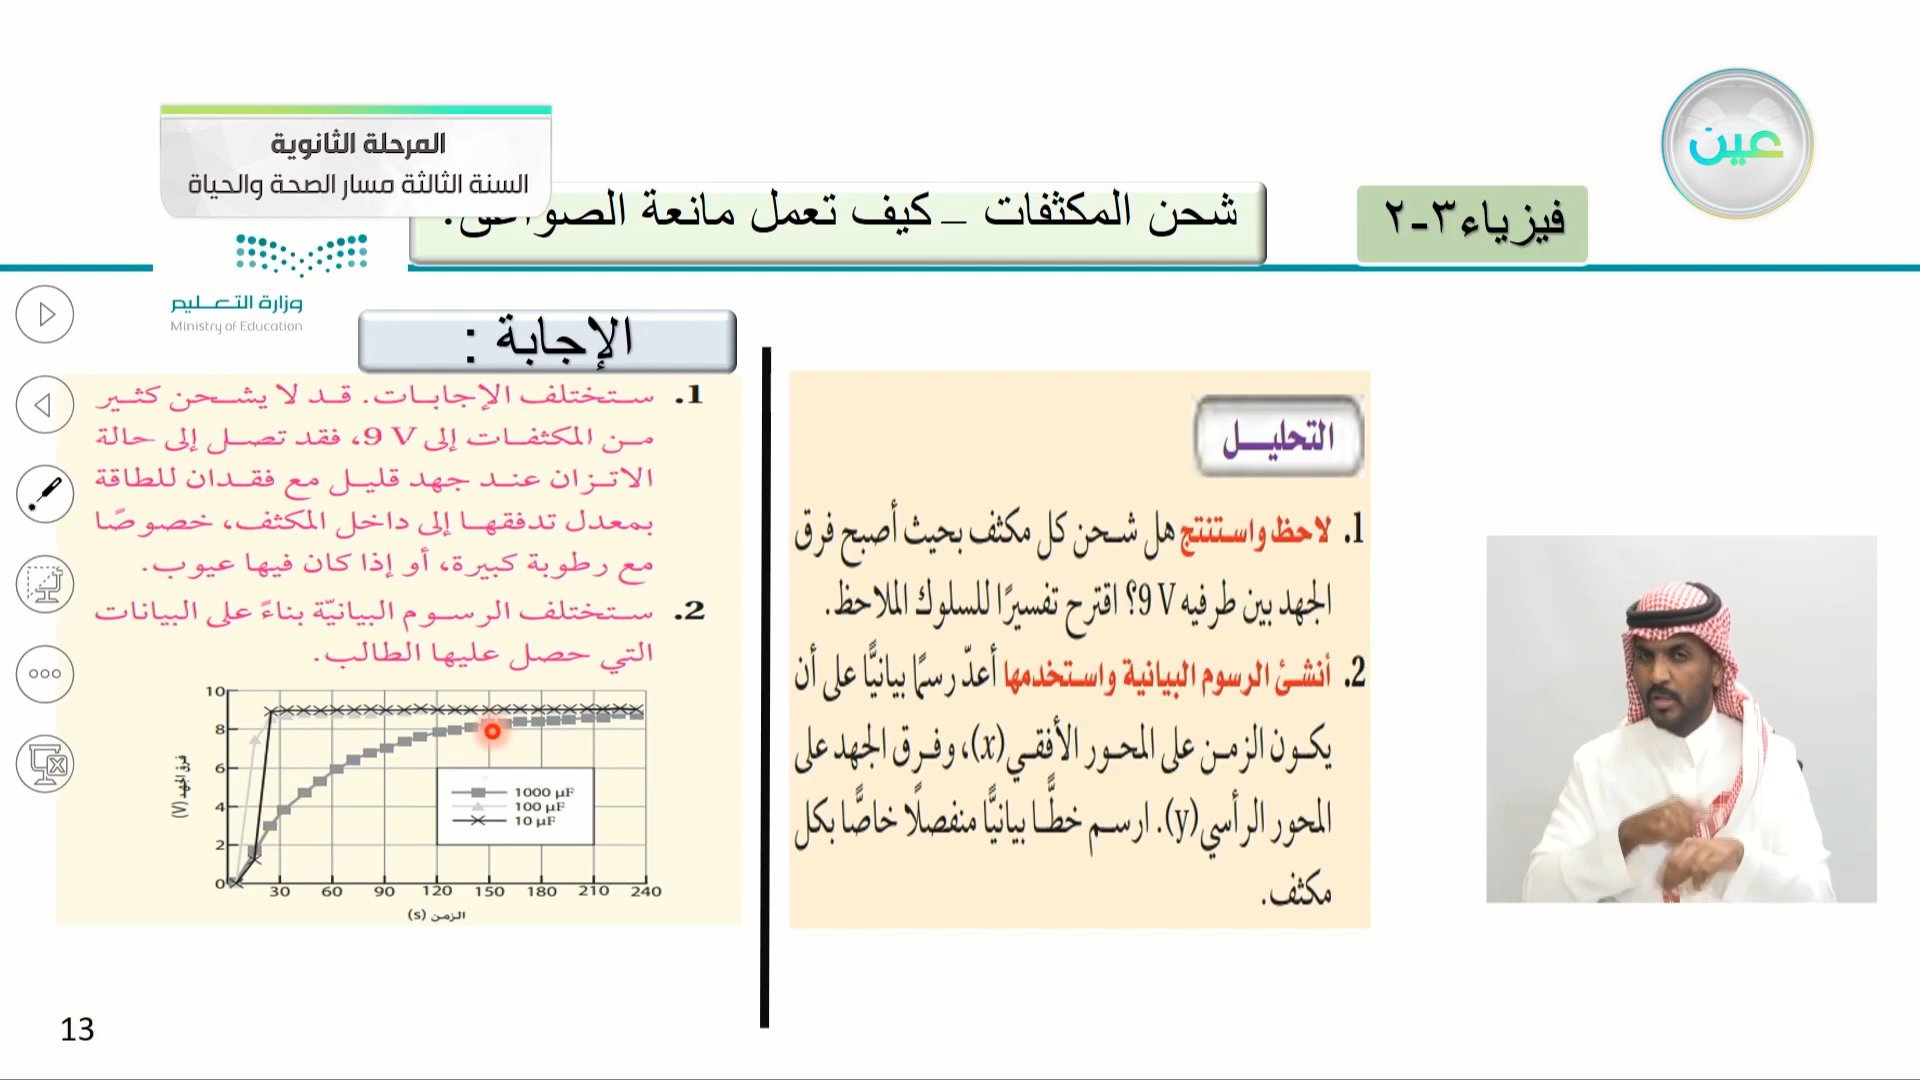 عين
المرحلة الثانوية
السنة الثالثة مسار الصحة والحياة
فيزياء ٣-٢
شحن المكثفات – كيف تعمل مانعة
وزارة التعليم
Ministry of Education
التحليل
1. لاحظ واستنتج هل شحن كل مكثف بحيث أصبح فرق
الجهد بين طرفيه 9 V؟ اقترح تفسيرًا للسلوك الملاحظ.
2. أنشئ الرسوم البيانية واستخدمها أعدّ رسمًا بيانيًّا على أن
يكون الزمن على المحور الأفقي (x)، وفرق الجهد على
المحور الرأسي (y). ارسم خطًّا بيانيًّا منفصلًا خاصًّا بكل
مكثف.
الإجابة :
1. ستختلف الإجابات. قد لا يشحن كثير
من المكثفات إلى 9 V، فقد تصل إلى حالة
الاتزان عند جهد قليل مع فقدان للطاقة
بمعدل تدفقها إلى داخل المكثف، خصوصًا
مع رطوبة كبيرة، أو إذا كان فيها عيوب.
2. ستختلف الرسوم البيانيّة بناءً على البيانات
التي حصل عليها الطالب.
فرق الجهد (V)
10
8
6
4
2
0
1000 µF
100 µF
10 µF
30 60 90 120 150 180 210 240
الزمن (s)
13